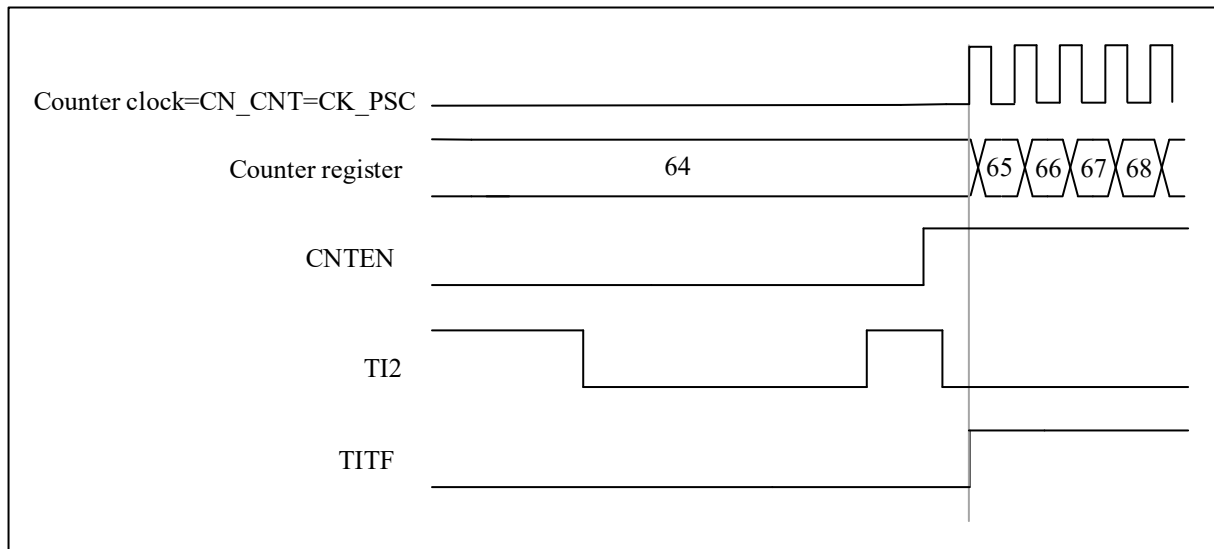 Counter clock=CN_CNT=CK_PSC
Counter register 64 65 66 67 68
CNTEN
TI2
TITF